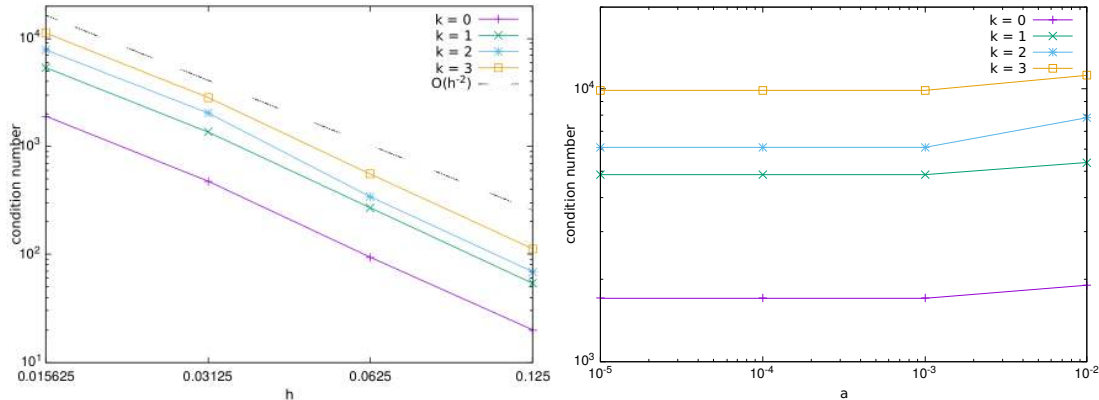 10⁴
10³
10²
10¹
condition number
k = 0
k = 1
k = 2
k = 3
O(h⁻²)
0.015625 0.03125 0.0625 0.125
h
10⁴
10³
condition number
k = 0
k = 1
k = 2
k = 3
10⁻⁵ 10⁻⁴ 10⁻³ 10⁻²
a